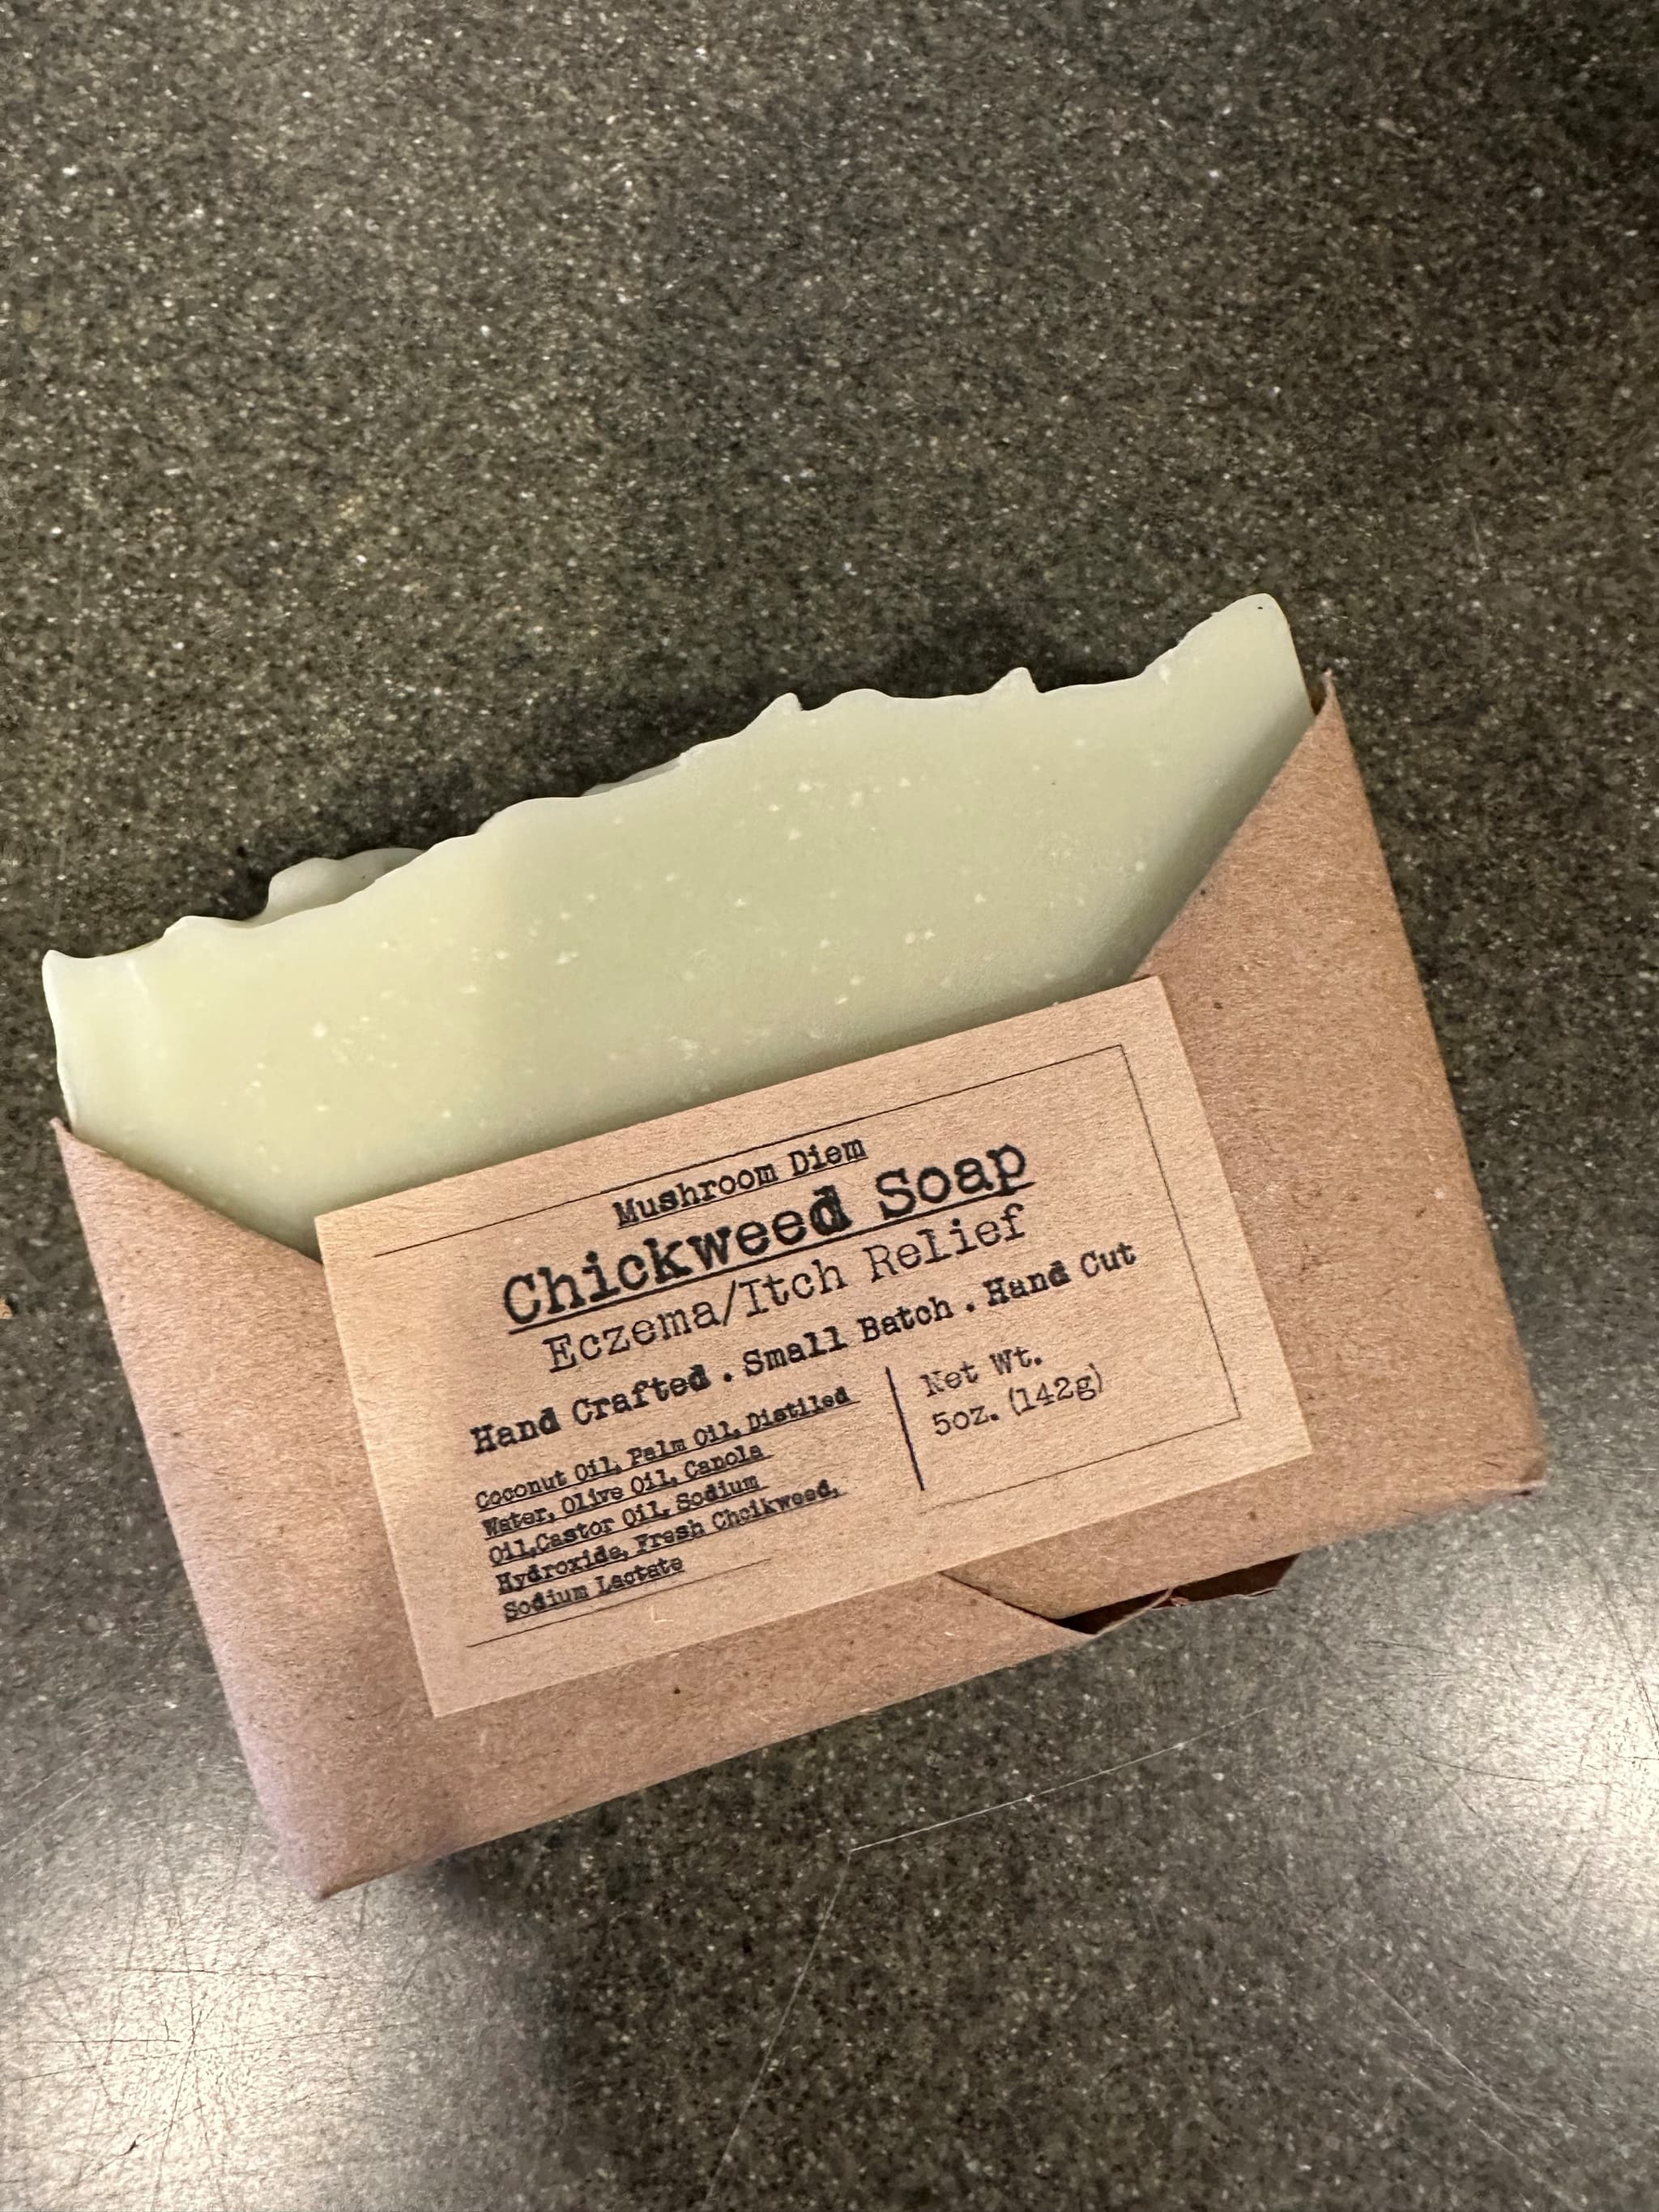 Mushroom Diem
Chickweed Soap
Eczema/Itch Relief
Hand Crafted . Small Batch . Hand Cut
Coconut Oil, Palm Oil, Distiled
Water, Olive Oil, Canola
Oil,Castor Oil, Sodium
Hydroxide, Fresh Chcikweed,
Sodium Lactate
Net Wt.
5oz. (142g)